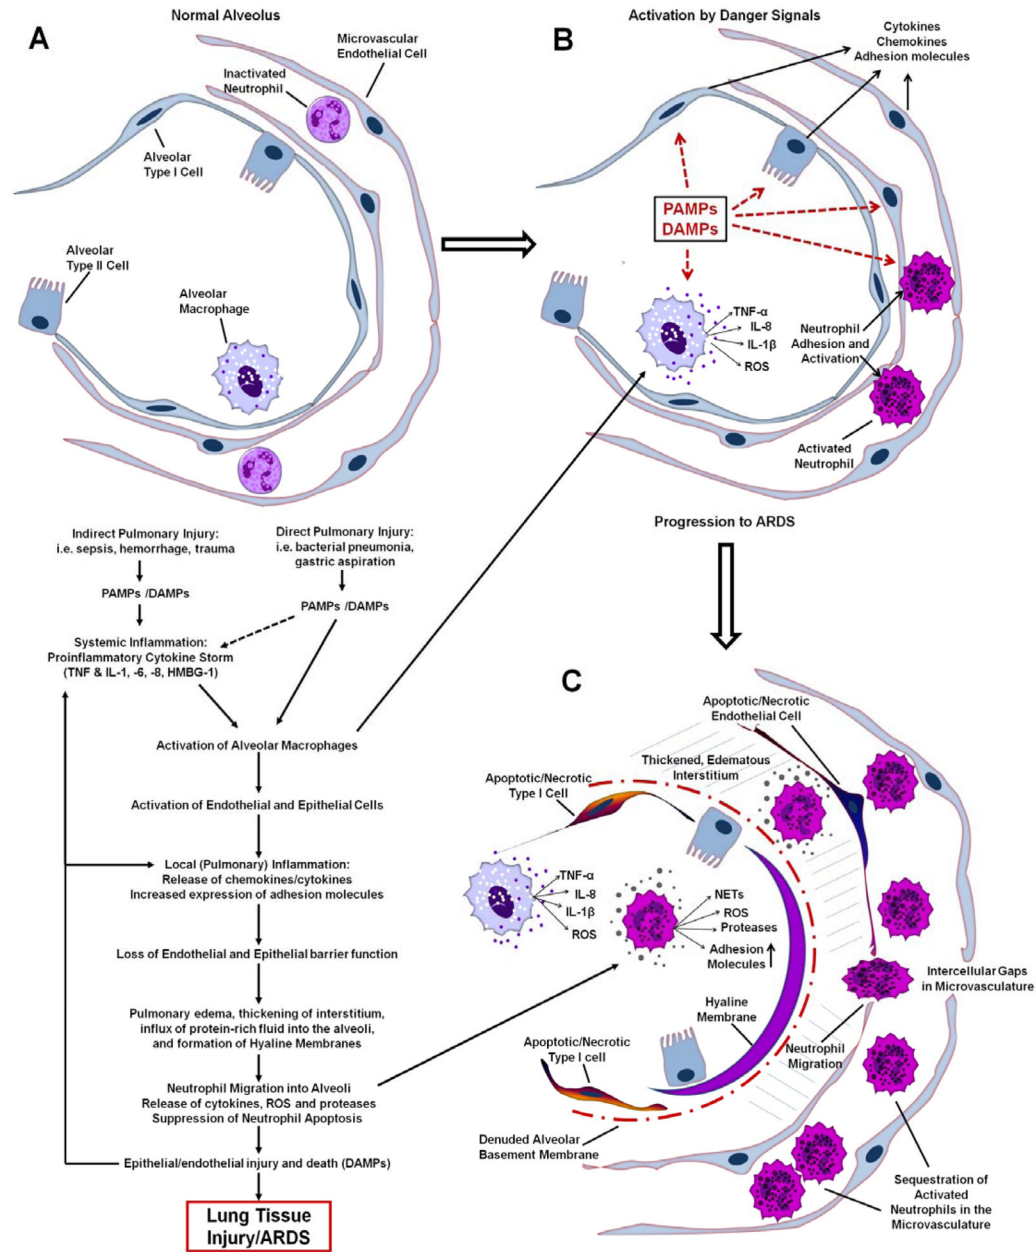 Normal Alveolus
A
Microvascular
Endothelial Cell
Inactivated
Neutrophil
Alveolar
Type I Cell
Alveolar
Type II Cell
Alveolar
Macrophage
Activation by Danger Signals
B
Cytokines
Chemokines
Adhesion molecules
PAMPs
DAMPs
TNF-α
IL-8
IL-1β
ROS
Neutrophil
Adhesion and
Activation
Activated
Neutrophil
Progression to ARDS
Indirect Pulmonary Injury:
i.e. sepsis, hemorrhage, trauma
PAMPs /DAMPs
Direct Pulmonary Injury:
i.e. bacterial pneumonia,
gastric aspiration
PAMPs /DAMPs
Systemic Inflammation:
Proinflammatory Cytokine Storm
(TNF & IL-1, -6, -8, HMBG-1)
Activation of Alveolar Macrophages
Activation of Endothelial and Epithelial Cells
Local (Pulmonary) Inflammation:
Release of chemokines/cytokines
Increased expression of adhesion molecules
Loss of Endothelial and Epithelial barrier function
Pulmonary edema, thickening of interstitium,
influx of protein-rich fluid into the alveoli,
and formation of Hyaline Membranes
Neutrophil Migration into Alveoli
Release of cytokines, ROS and proteases
Suppression of Neutrophil Apoptosis
Epithelial/endothelial injury and death (DAMPs)
Lung Tissue
Injury/ARDS
C
Apoptotic/Necrotic
Endothelial Cell
Thickened, Edematous
Interstitium
Apoptotic/Necrotic
Type I Cell
TNF-α
IL-8
IL-1β
ROS
NETs
ROS
Proteases
Adhesion
Molecules
Hyaline
Membrane
Intercellular Gaps
in Microvasculature
Neutrophil
Migration
Apoptotic/Necrotic
Type I cell
Denuded Alveolar
Basement Membrane
Sequestration of
Activated
Neutrophils in the
Microvasculature